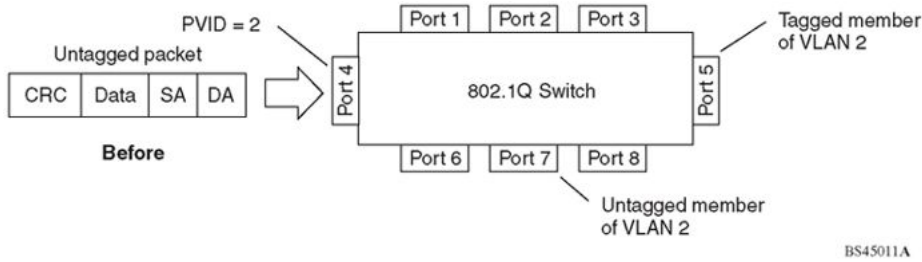 PVID = 2
Untagged packet
CRC Data SA DA
Before
Port 1 Port 2 Port 3
Port 4
802.1Q Switch
Port 5
Port 6 Port 7 Port 8
Tagged member
of VLAN 2
Untagged member
of VLAN 2
BS45011A